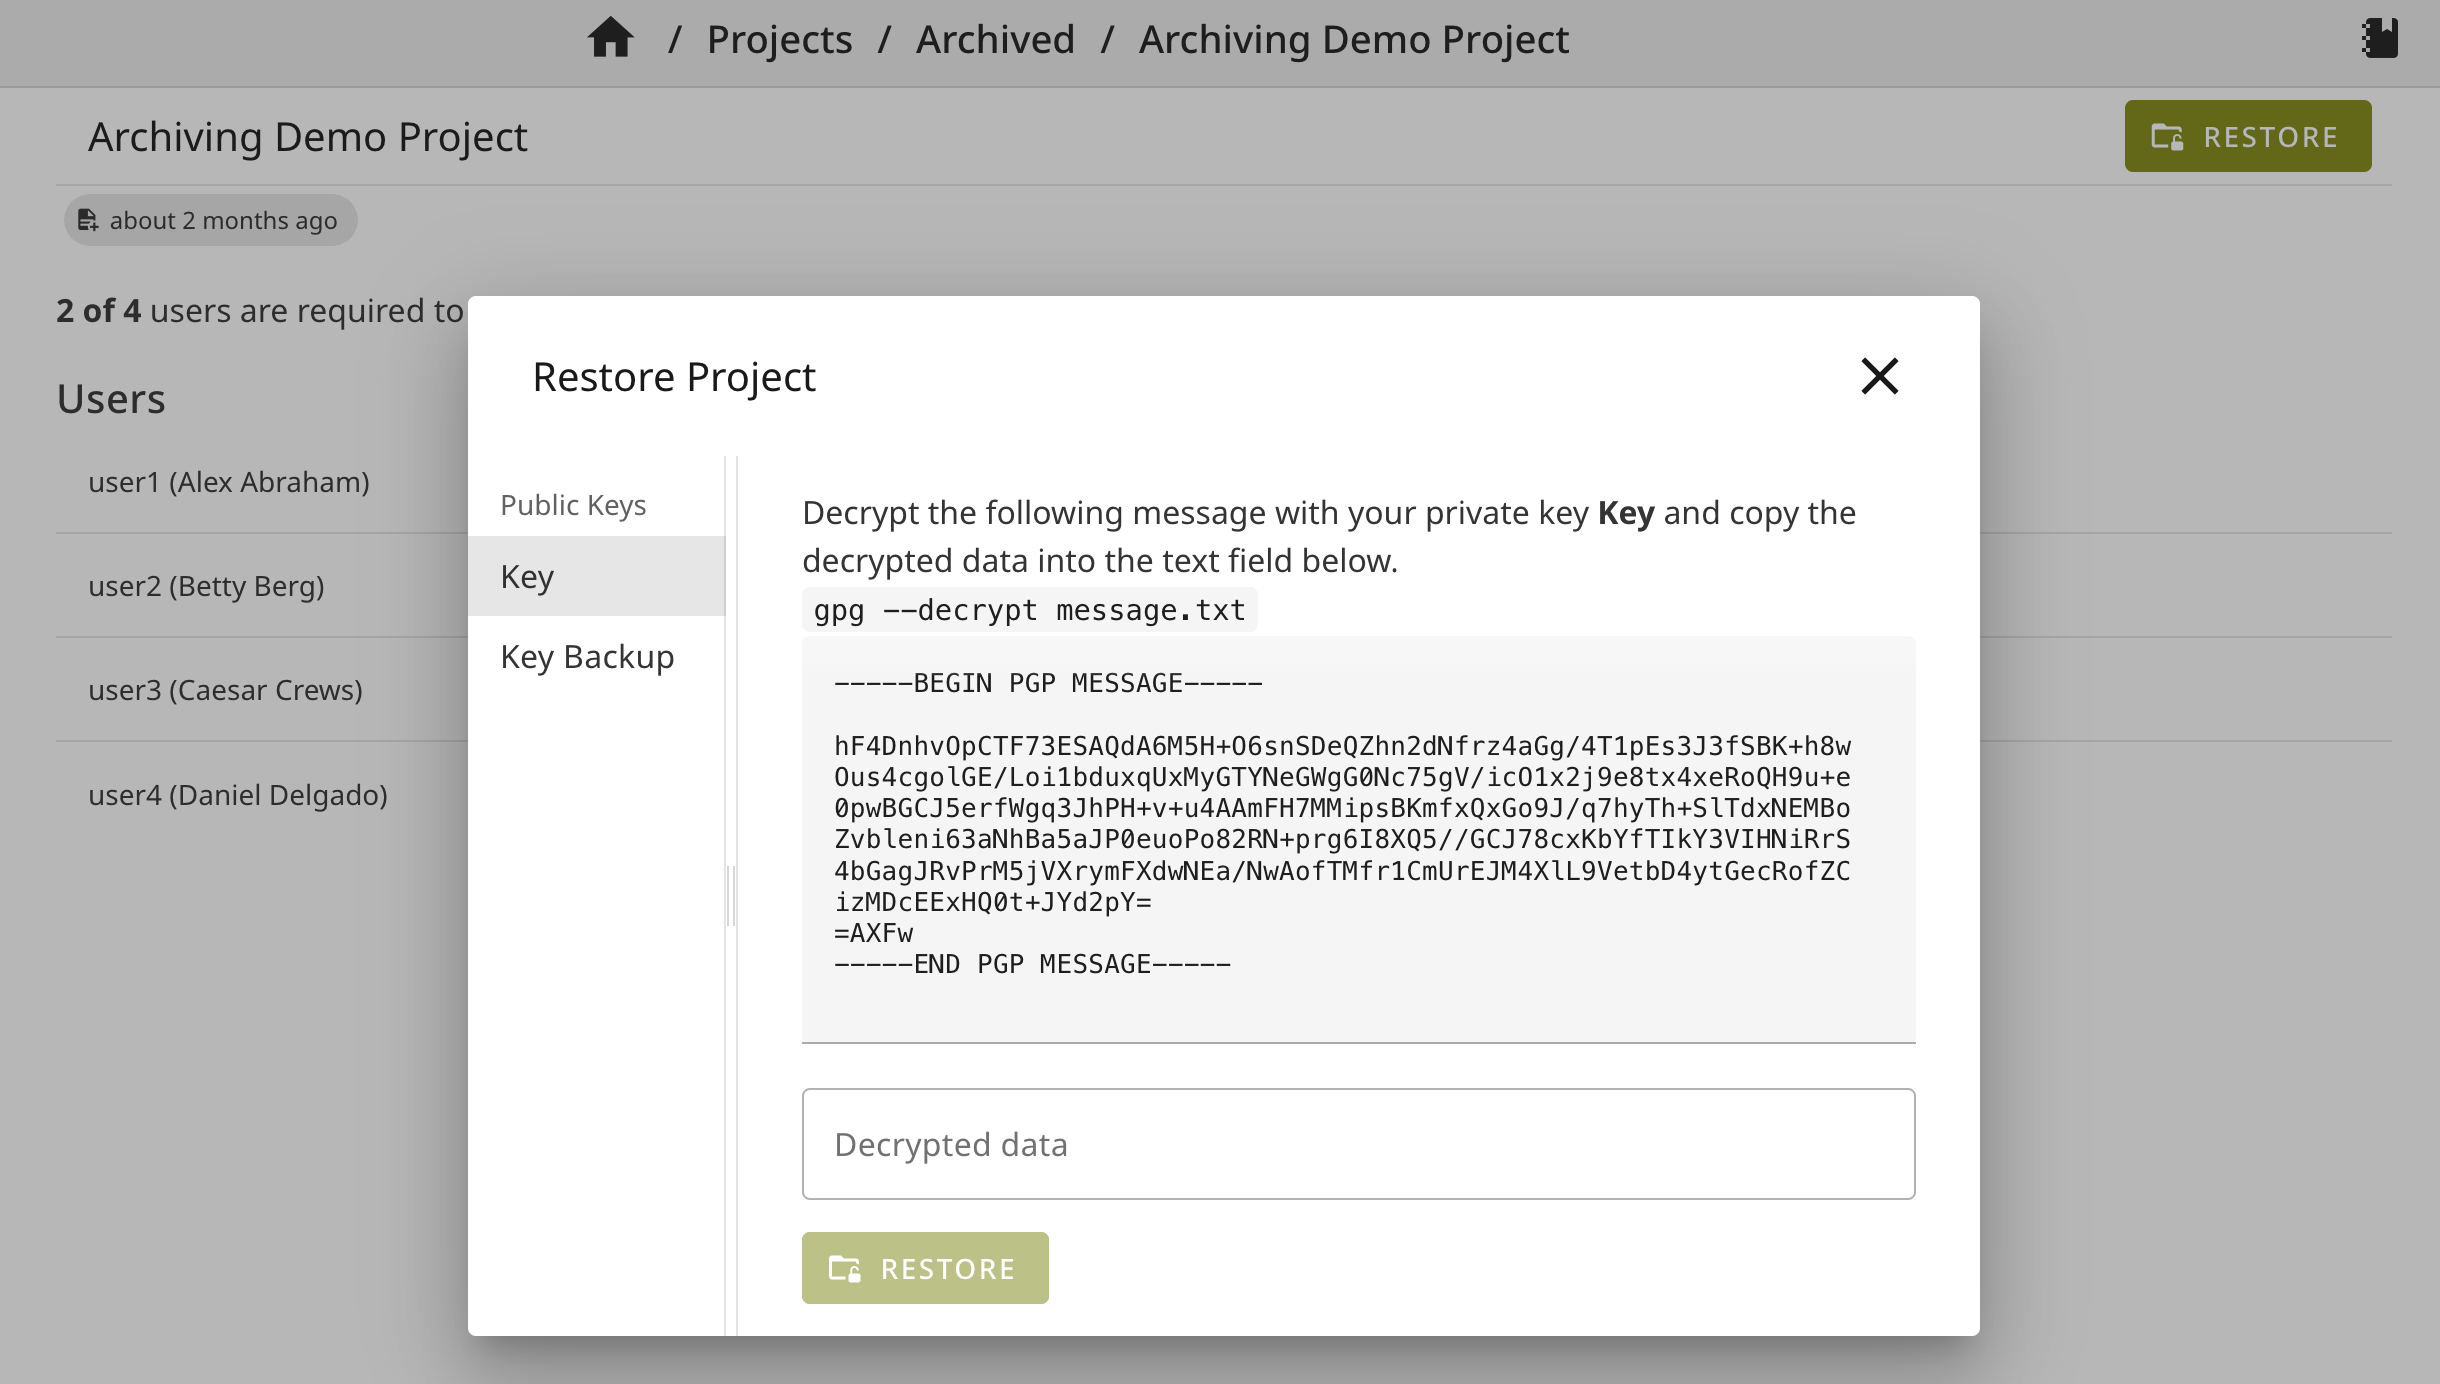 / Projects / Archived / Archiving Demo Project
Archiving Demo Project
RESTORE
about 2 months ago
2 of 4 users are required to
Users
user1 (Alex Abraham)
user2 (Betty Berg)
user3 (Caesar Crews)
user4 (Daniel Delgado)
Restore Project
Public Keys
Key
Key Backup
Decrypt the following message with your private key Key and copy the
decrypted data into the text field below.
gpg --decrypt message.txt
-----BEGIN PGP MESSAGE-----
hF4DnhvOpCTF73ESAQdA6M5H+O6snSDeQZhn2dNfrz4aGg/4T1pEs3J3fSBK+h8w
Ous4cgolGE/Loi1bduxqUxMyGTYNeGWgG0Nc75gV/icO1x2j9e8tx4xeRoQH9u+e
0pwBGCJ5erfWgq3JhPH+v+u4AAmFH7MMipsBKmfxQxGo9J/q7hyTh+SlTdxNEMBo
Zvbleni63aNhBa5aJP0euoPo82RN+prg6I8XQ5//GCJ78cxKbYfTIkY3VIHNiRrS
4bGagJRvPrM5jVXrymFXdwNEa/NwAofTMfr1CmUrEJM4XlL9VetbD4ytGecRofZC
izMDcEExHQ0t+JYd2pY=
=AXFw
-----END PGP MESSAGE-----
Decrypted data
RESTORE